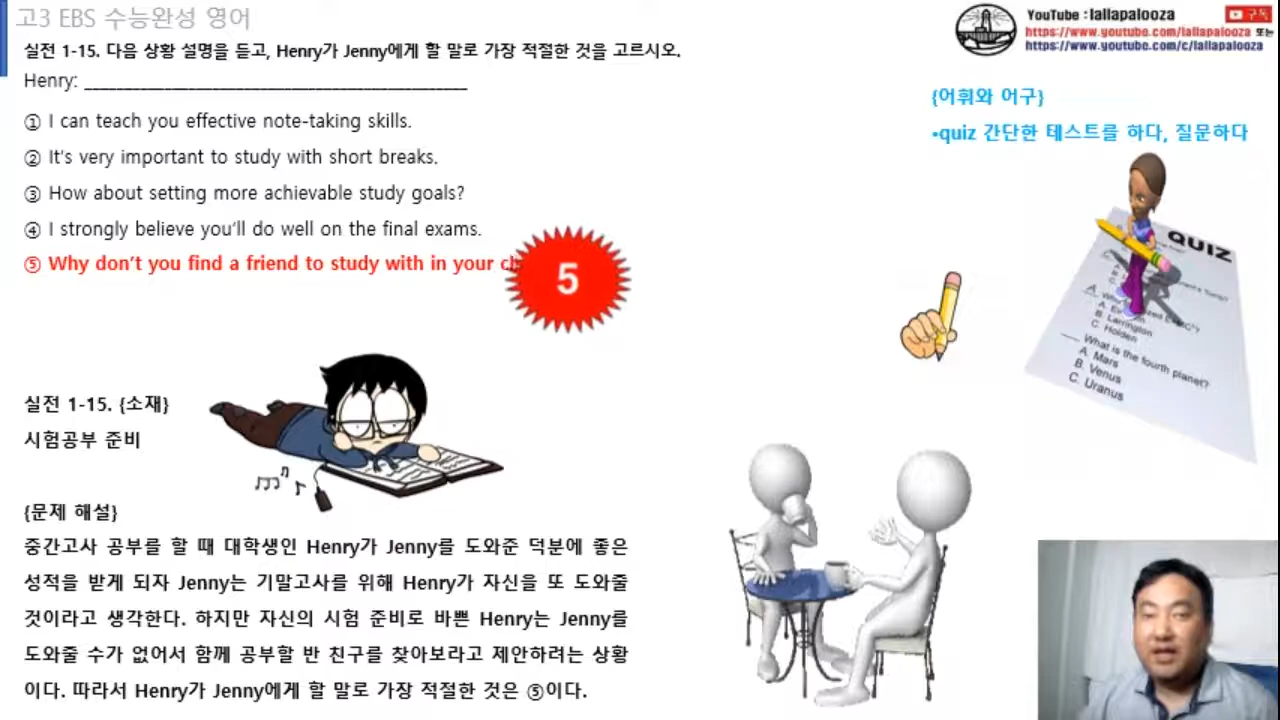 고3 EBS 수능완성 영어
실전 1-15. 다음 상황 설명을 듣고, Henry가 Jenny에게 할 말로 가장 적절한 것을 고르시오.
Henry: ______________________________________________
① I can teach you effective note-taking skills.
② It's very important to study with short breaks.
③ How about setting more achievable study goals?
④ I strongly believe you'll do well on the final exams.
⑤ Why don't you find a friend to study with in your
5
실전 1-15. {소재}
시험공부 준비
{문제 해설}
중간고사 공부를 할 때 대학생인 Henry가 Jenny를 도와준 덕분에 좋은
성적을 받게 되자 Jenny는 기말고사를 위해 Henry가 자신을 또 도와줄
것이라고 생각한다. 하지만 자신의 시험 준비로 바쁜 Henry는 Jenny를
도와줄 수가 없어서 함께 공부할 반 친구를 찾아보라고 제안하려는 상황
이다. 따라서 Henry가 Jenny에게 할 말로 가장 적절한 것은 ⑤이다.
YouTube : lallapalooza 구독
https://www.youtube.com/lallapalooza 또는
https://www.youtube.com/c/lallapalooza
{어휘와 어구}
•quiz 간단한 테스트를 하다, 질문하다
QUIZ
B. Larrington
C. Holden
What is the fourth planet?
A. Mars
B. Venus
C. Uranus